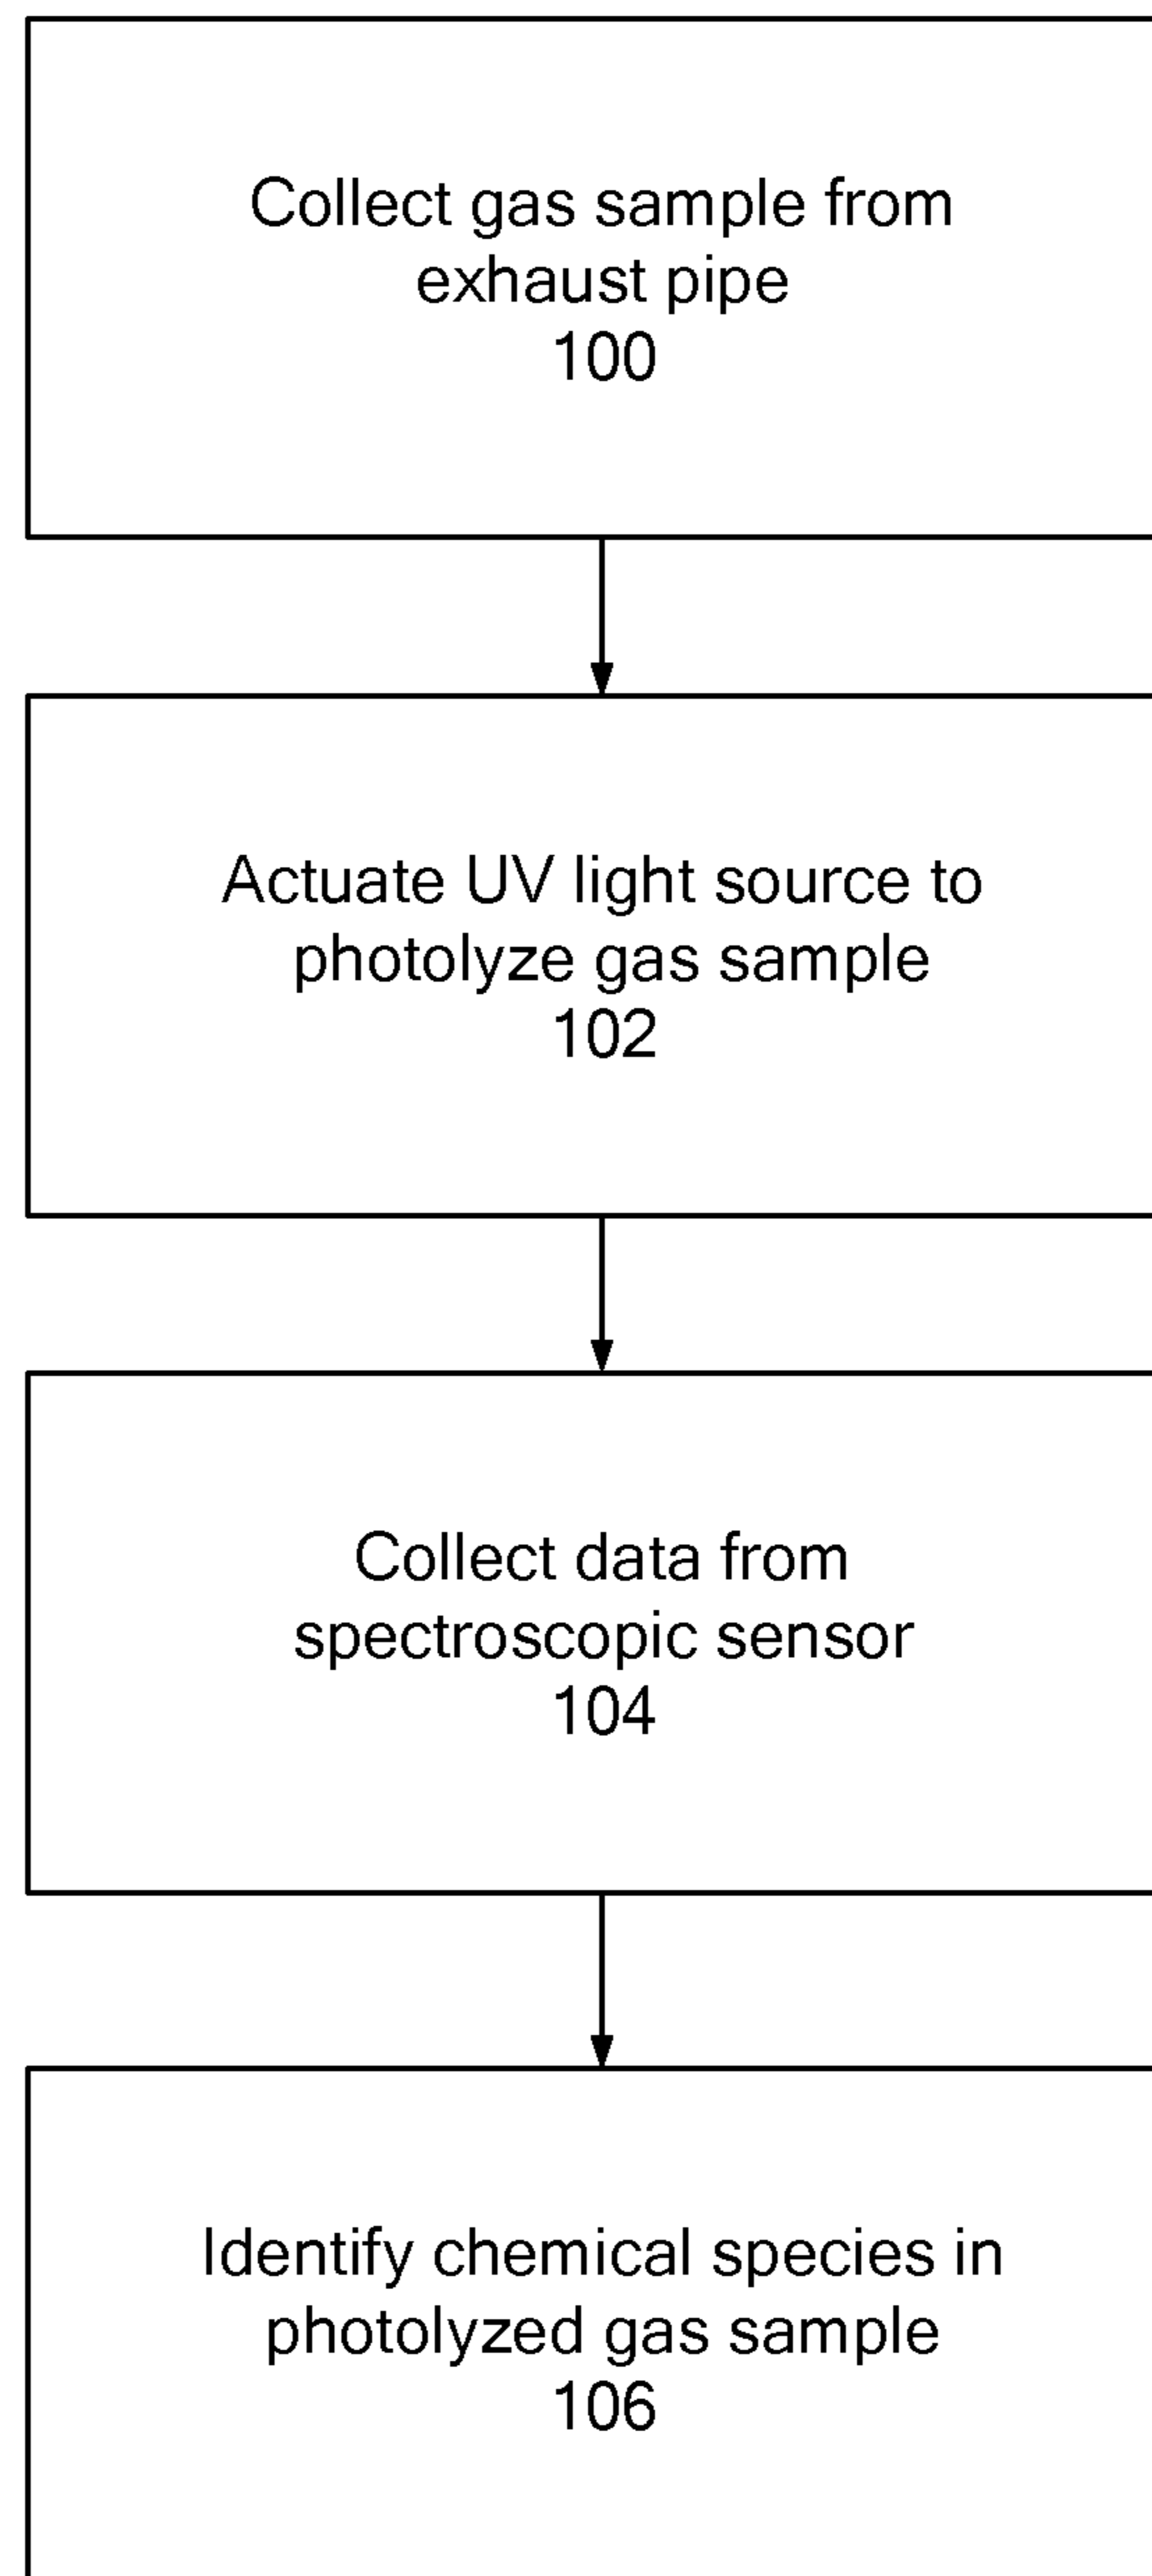 Collect gas sample from
exhaust pipe
100
Actuate UV light source to
photolyze gas sample
102
Collect data from
spectroscopic sensor
104
Identify chemical species in
photolyzed gas sample
106